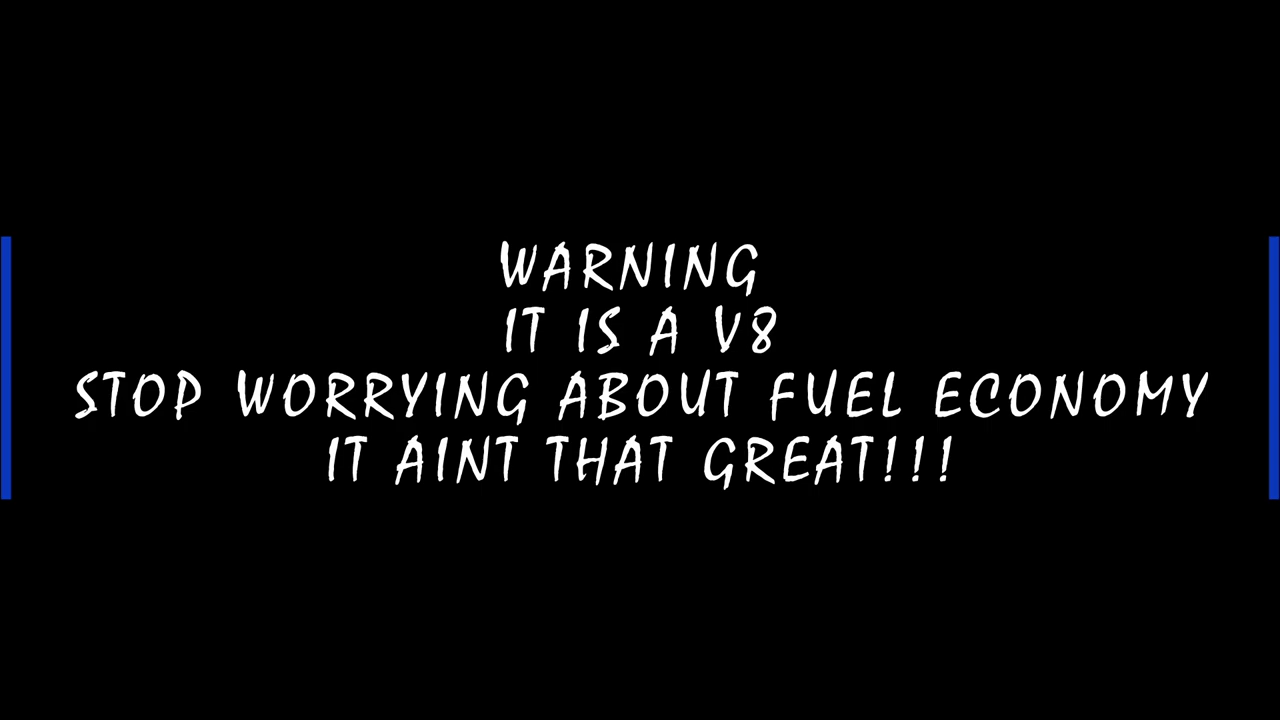 WARNING
IT IS A V8
STOP WORRYING ABOUT FUEL ECONOMY
IT AINT THAT GREAT!!!